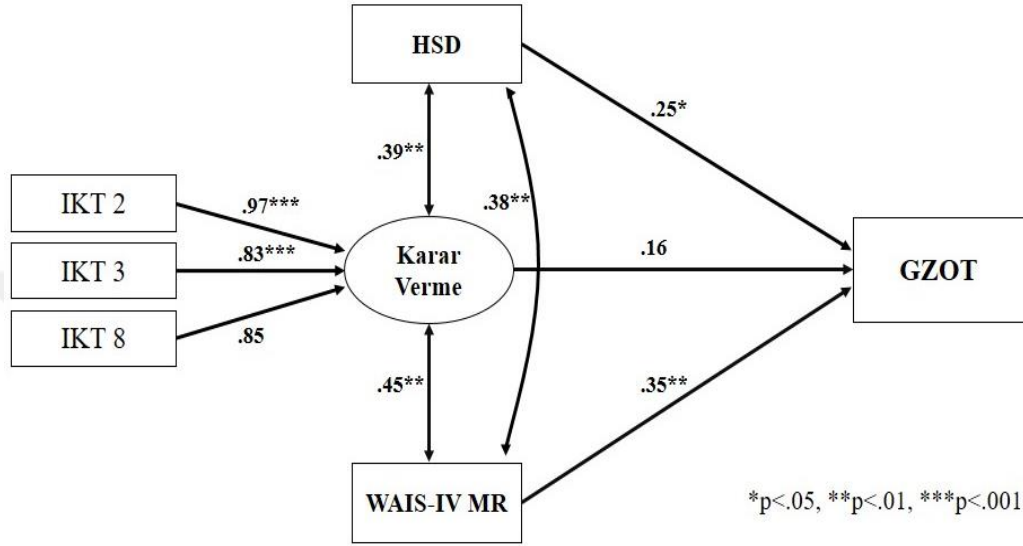 HSD
.25*
.39**
IKT 2
.97***
.38**
IKT 3
.83***
Karar
Verme
.16
GZOT
IKT 8
.85
.45**
.35**
WAIS-IV MR
*p<.05, **p<.01, ***p<.001